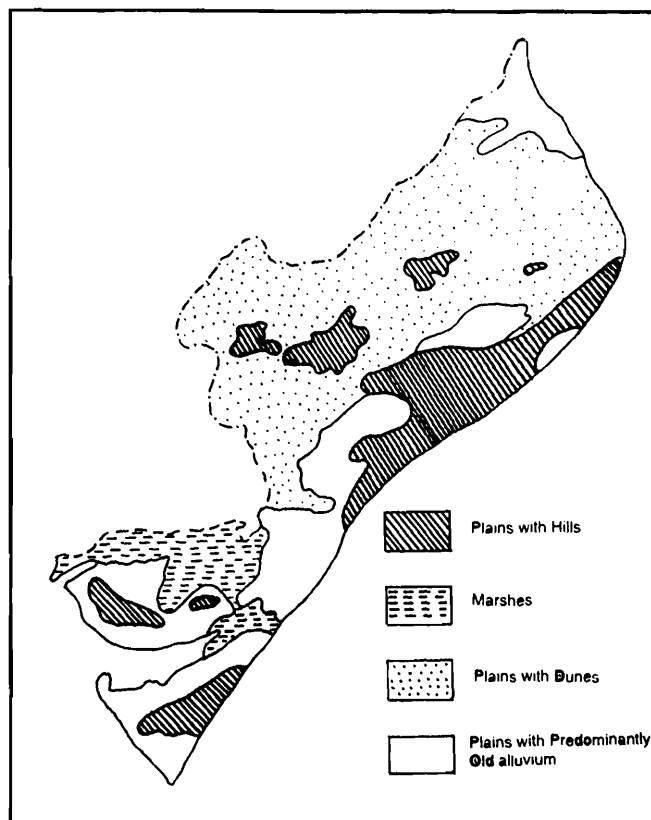 Plains with Hills
Marshes
Plains with Dunes
Plains with Predominantly
Old alluvium